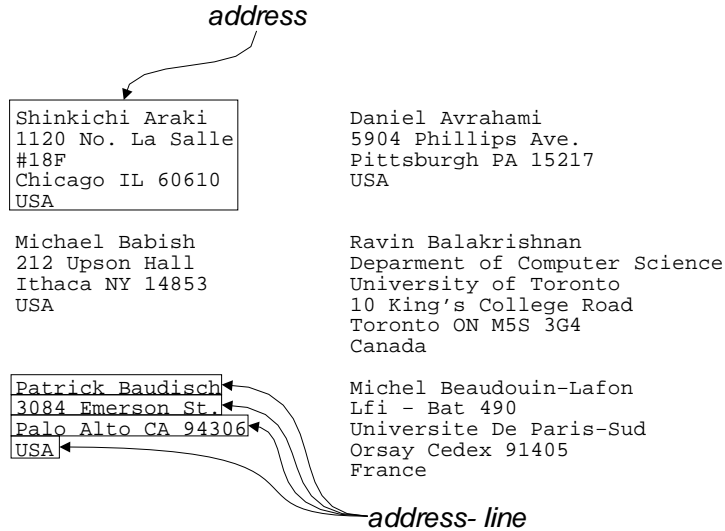 address
Shinkichi Araki
1120 No. La Salle
#18F
Chicago IL 60610
USA
Daniel Avrahami
5904 Phillips Ave.
Pittsburgh PA 15217
USA
Michael Babish
212 Upson Hall
Ithaca NY 14853
USA
Ravin Balakrishnan
Deparment of Computer Science
University of Toronto
10 King's College Road
Toronto ON M5S 3G4
Canada
Patrick Baudisch
3084 Emerson St.
Palo Alto CA 94306
USA
Michel Beaudouin-Lafon
Lfi - Bat 490
Universite De Paris-Sud
Orsay Cedex 91405
France
address- line